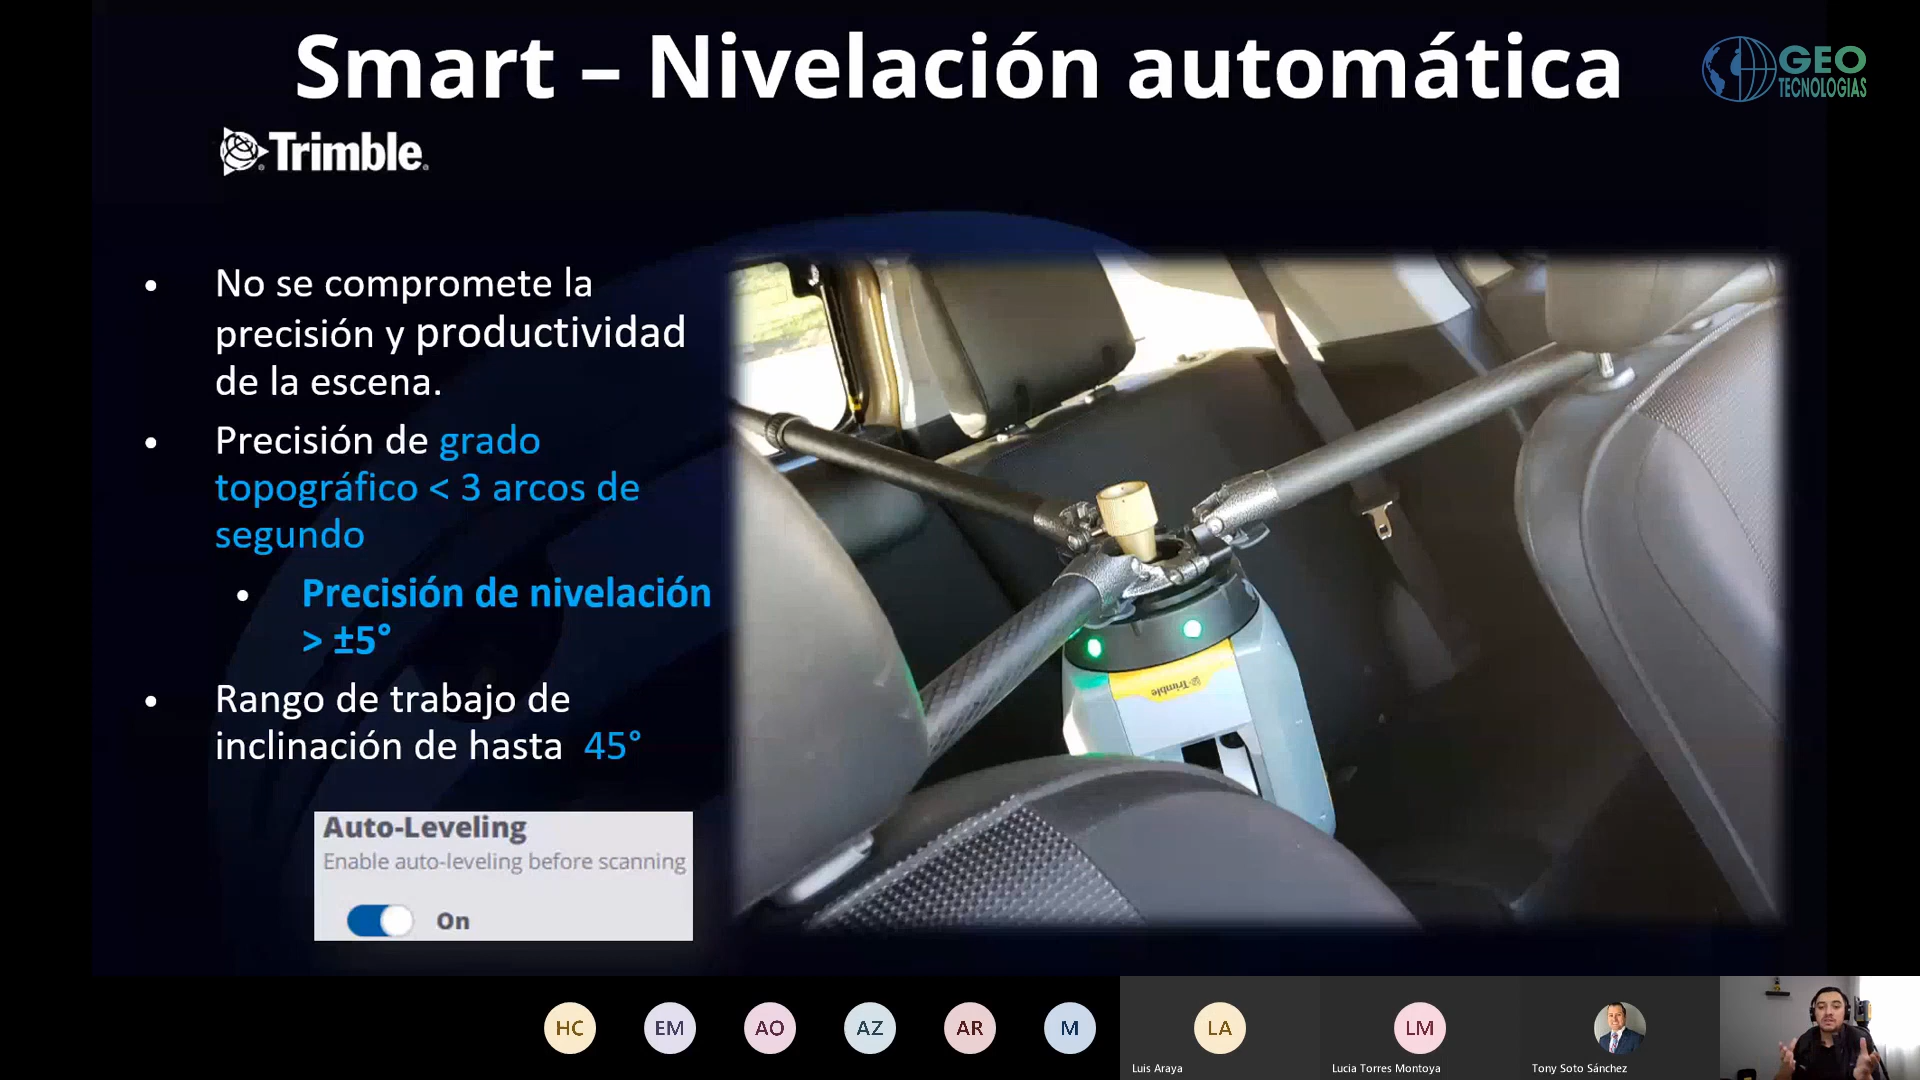 Smart – Nivelación automática
GEO
TECNOLOGIAS
Trimble
No se compromete la
precisión y productividad
de la escena.
Precisión de grado
topográfico < 3 arcos de
segundo
Precisión de nivelación
> ±5°
Rango de trabajo de
inclinación de hasta 45°
Trimble
Auto-Leveling
Enable auto-leveling before scanning
On
HC
EM
AO
AZ
AR
M
LA
LM
Luis Araya
Lucia Torres Montoya
Tony Soto Sánchez